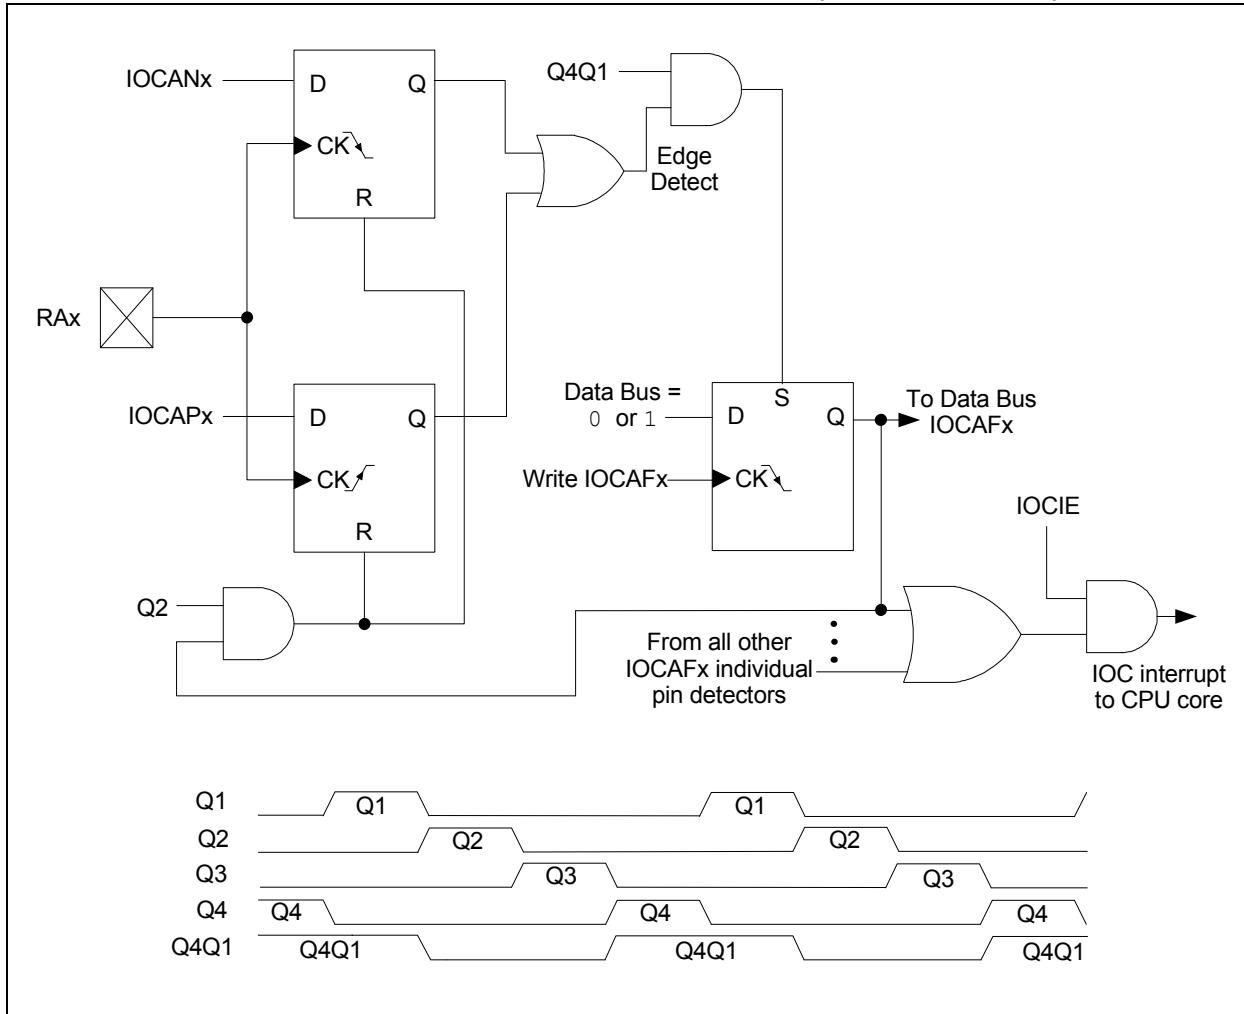 IOCANx
D
Q
CK
R
Q4Q1
Edge
Detect
RAx
IOCAPx
D
Q
CK
R
Data Bus =
0 or 1
S
D
Q
To Data Bus
IOCAFx
Write IOCAFx
CK
IOCIE
Q2
From all other
IOCAFx individual
pin detectors
IOC interrupt
to CPU core
Q1 Q1 Q1
Q2 Q2 Q2
Q3 Q3 Q3
Q4 Q4 Q4 Q4
Q4Q1 Q4Q1 Q4Q1 Q4Q1